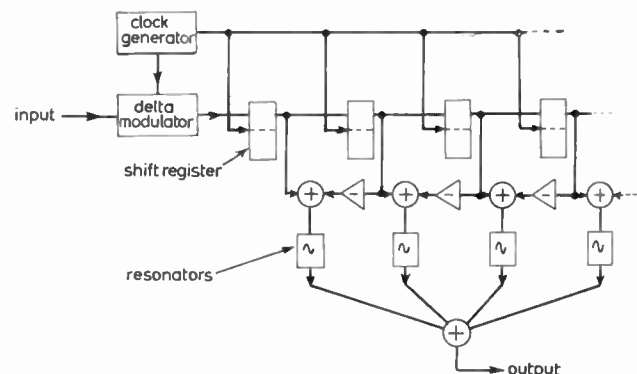 clock
generator
input
delta
modulator
shift register
+
−
+
−
+
−
+
resonators
+
output